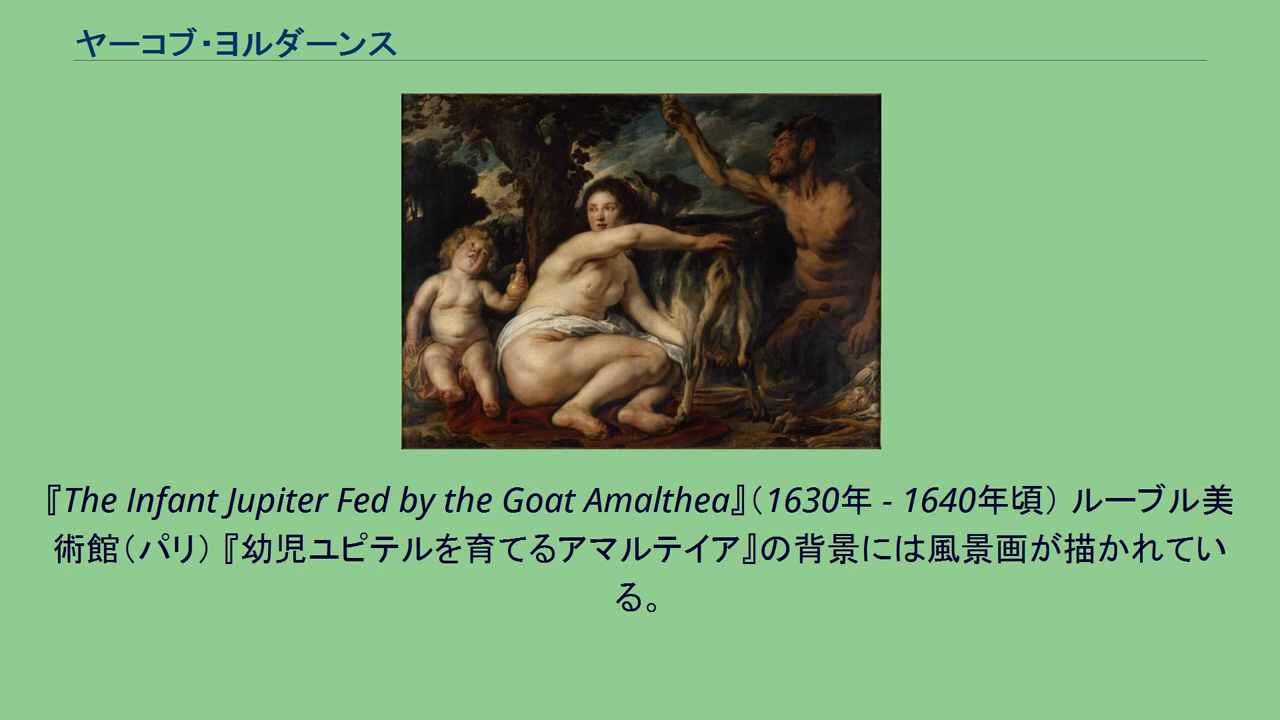 ヤーコブ・ヨルダーンス
『The Infant Jupiter Fed by the Goat Amalthea』（1630年 - 1640年頃） ルーブル美
術館（パリ）『幼児ユピテルを育てるアマルテイア』の背景には風景画が描かれてい
る。